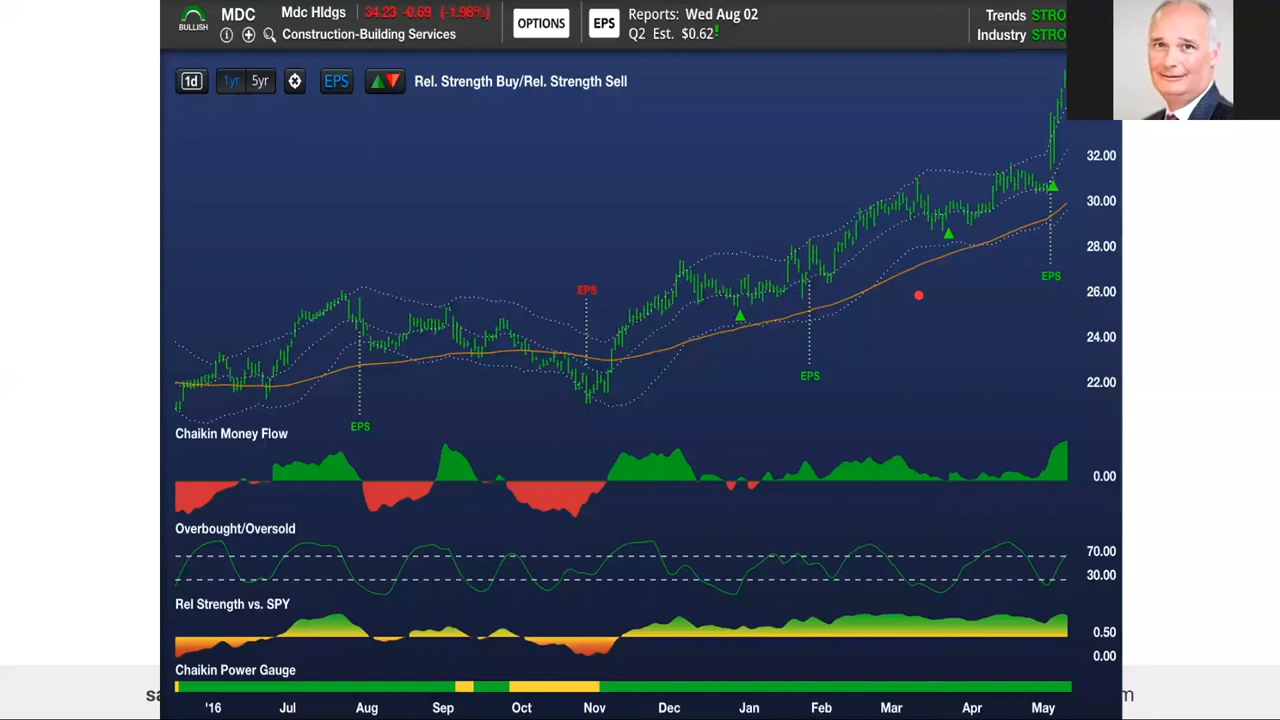 BULLISH
MDC
Mdc Hldgs 34.23 -0.69 (-1.98%)
Construction-Building Services
OPTIONS
EPS
Reports: Wed Aug 02
Q2 Est. $0.62!
Trends STRO
Industry STRO
1d
1yr 5yr
EPS
Rel. Strength Buy/Rel. Strength Sell
32.00
30.00
28.00
26.00
24.00
22.00
EPS
EPS
EPS
EPS
Chaikin Money Flow
0.00
Overbought/Oversold
70.00
30.00
Rel Strength vs. SPY
0.50
0.00
Chaikin Power Gauge
sa
m
'16 Jul Aug Sep Oct Nov Dec Jan Feb Mar Apr May